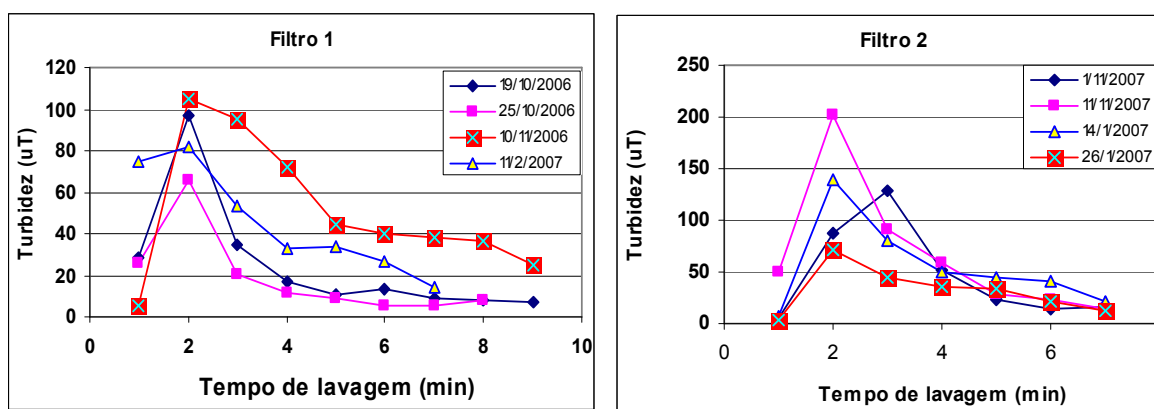 Filtro 1
Turbidez (uT)
120
100
80
60
40
20
0
0 2 4 6 8 10
Tempo de lavagem (min)
19/10/2006
25/10/2006
10/11/2006
11/2/2007
Filtro 2
Turbidez (uT)
250
200
150
100
50
0
0 2 4 6
Tempo de lavagem (min)
1/11/2007
11/11/2007
14/1/2007
26/1/2007